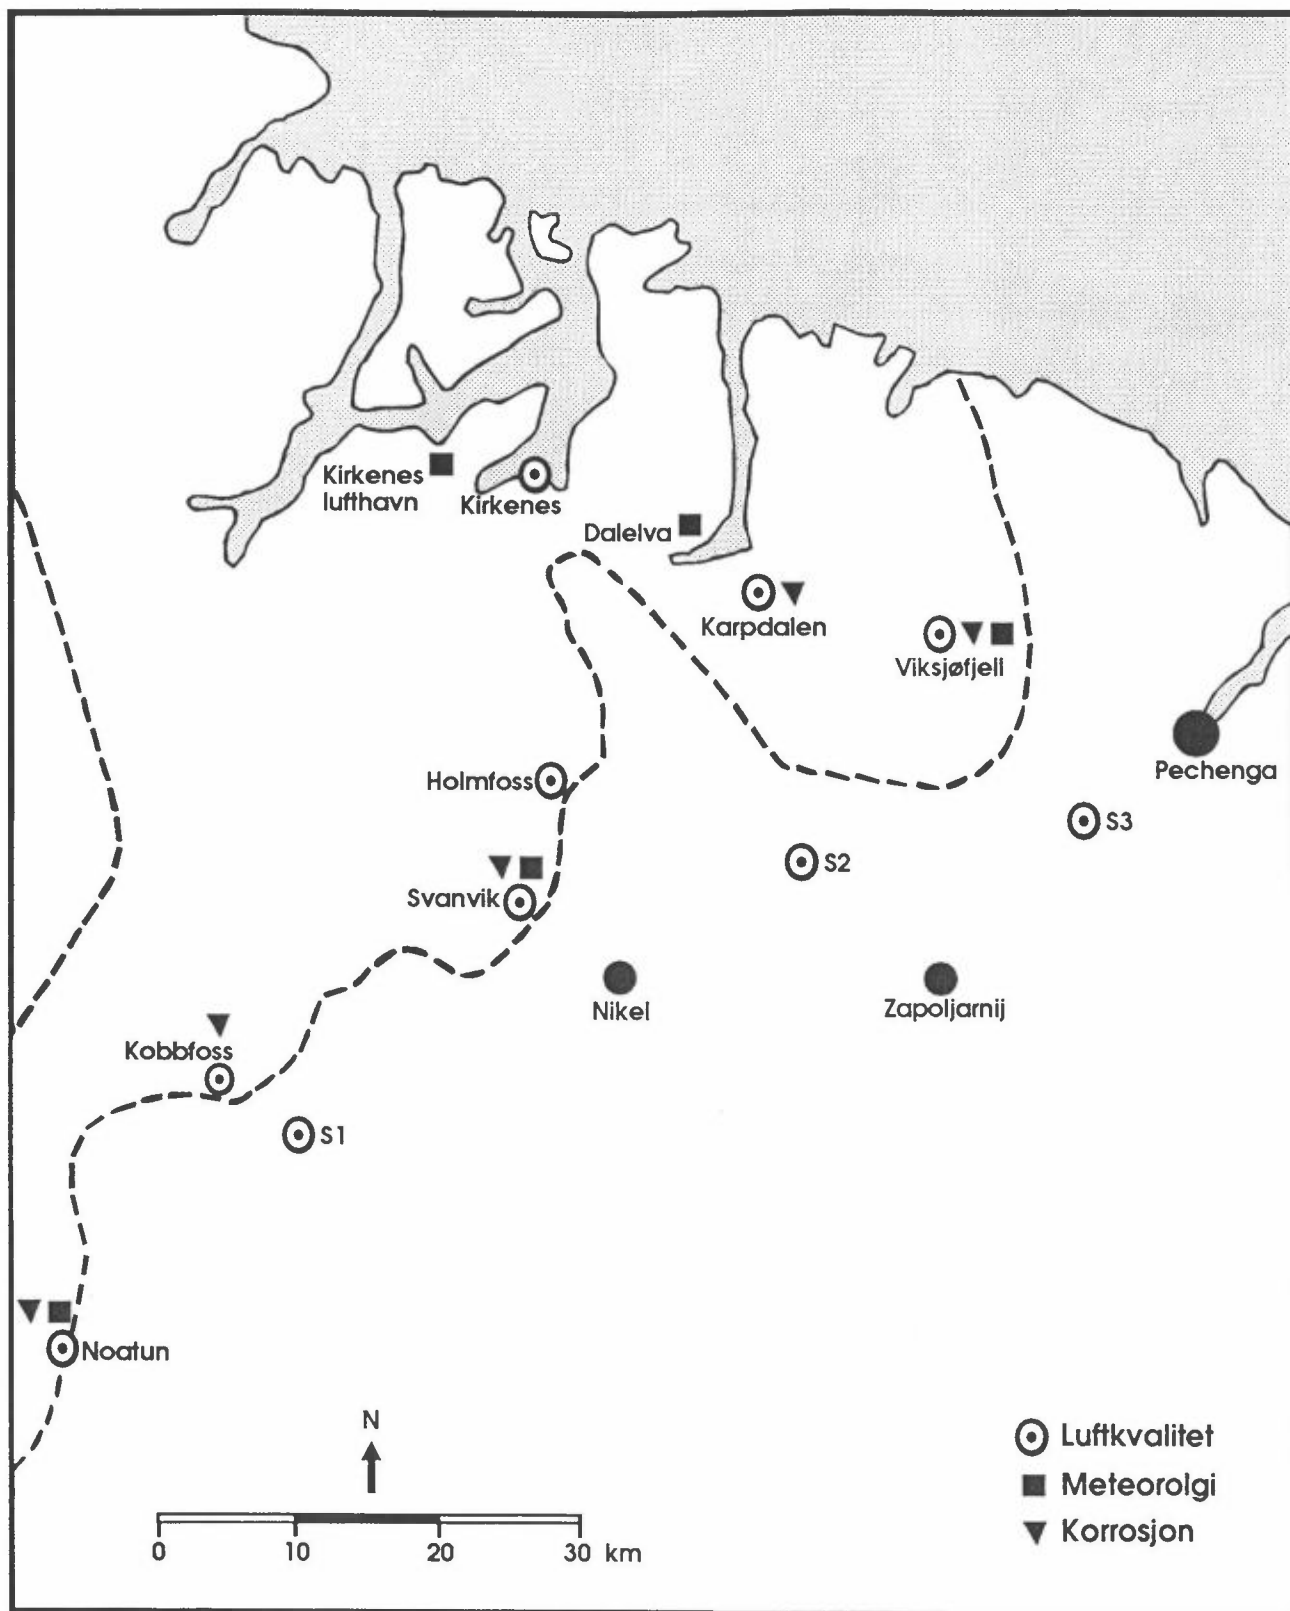 Kirkenes
lufthavn
Kirkenes
Dalelva
Karpdalen
Viksjøfjell
Pechenga
Holmfoss
S3
S2
Svanvik
Nikel
Zapoljarnij
Kobbfoss
S1
Noatun
N
Luftkvalitet
Meteorolgi
Korrosjon
0 10 20 30 km